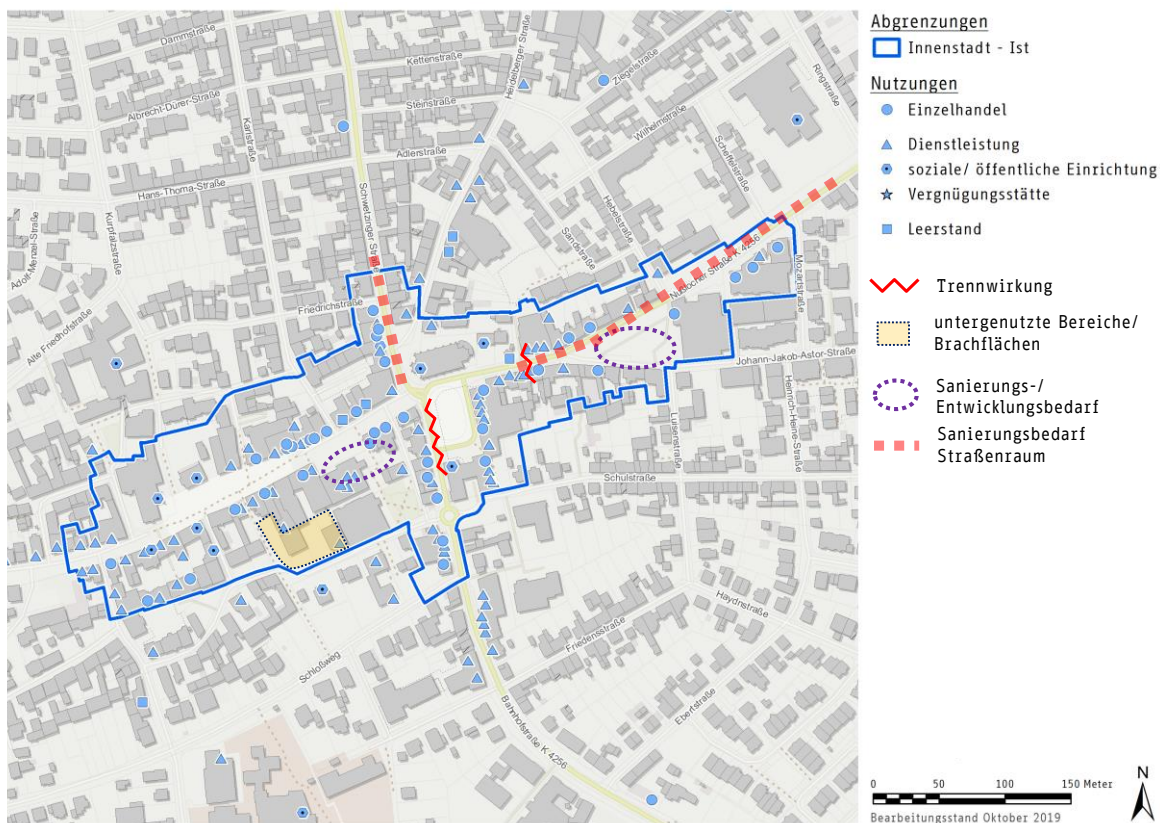 Abgrenzungen
Innenstadt - Ist
Nutzungen
Einzelhandel
Dienstleistung
soziale/ öffentliche Einrichtung
Vergnügungsstätte
Leerstand
Trennwirkung
untergenutzte Bereiche/
Brachflächen
Sanierungs-/
Entwicklungsbedarf
Sanierungsbedarf
Straßenraum
0 50 100 150 Meter
Bearbeitungsstand Oktober 2019
N
Dammstraße
Kettenstraße
Heidelberger Straße
Ziegelstraße
Ringstraße
Albrecht-Dürer-Straße
Karlstraße
Steinstraße
Wilhelmstraße
Scheffelstraße
Adlerstraße
Hans-Thoma-Straße
Schwetzinger Straße
Hebelstraße
Sandstraße
Kurpfalzstraße
Adolf-Menzel-Straße
Friedrichstraße
Nußlocher Straße K 4256
Mozartstraße
Alte Friedhofstraße
Johann-Jakob-Astor-Straße
Heinrich-Heine-Straße
Luisenstraße
Schulstraße
Haydnstraße
Friedensstraße
Schloßweg
Ebertstraße
Bahnhofstraße K 4256